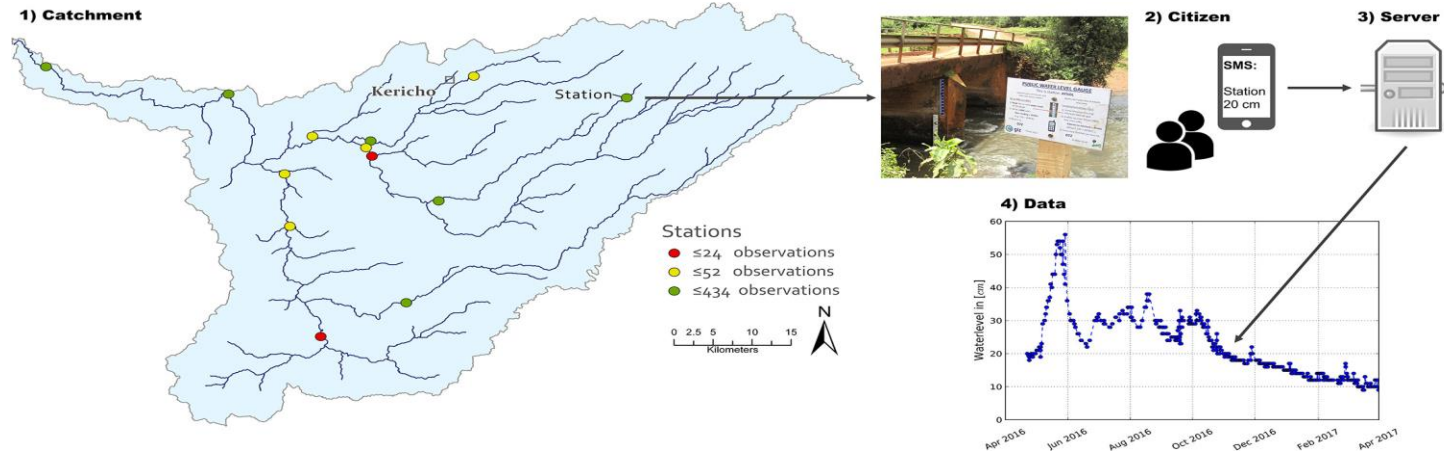 1) Catchment
Kericho
Station
Stations
≤24 observations
≤52 observations
≤434 observations
N
0 2.5 5 10 15
Kilometers
PUBLIC WATER LEVEL GAUGE
2) Citizen
SMS:
Station
20 cm
3) Server
4) Data
Waterlevel in [cm]
60
50
40
30
20
10
0
Apr 2016
Jun 2016
Aug 2016
Oct 2016
Dec 2016
Feb 2017
Apr 2017